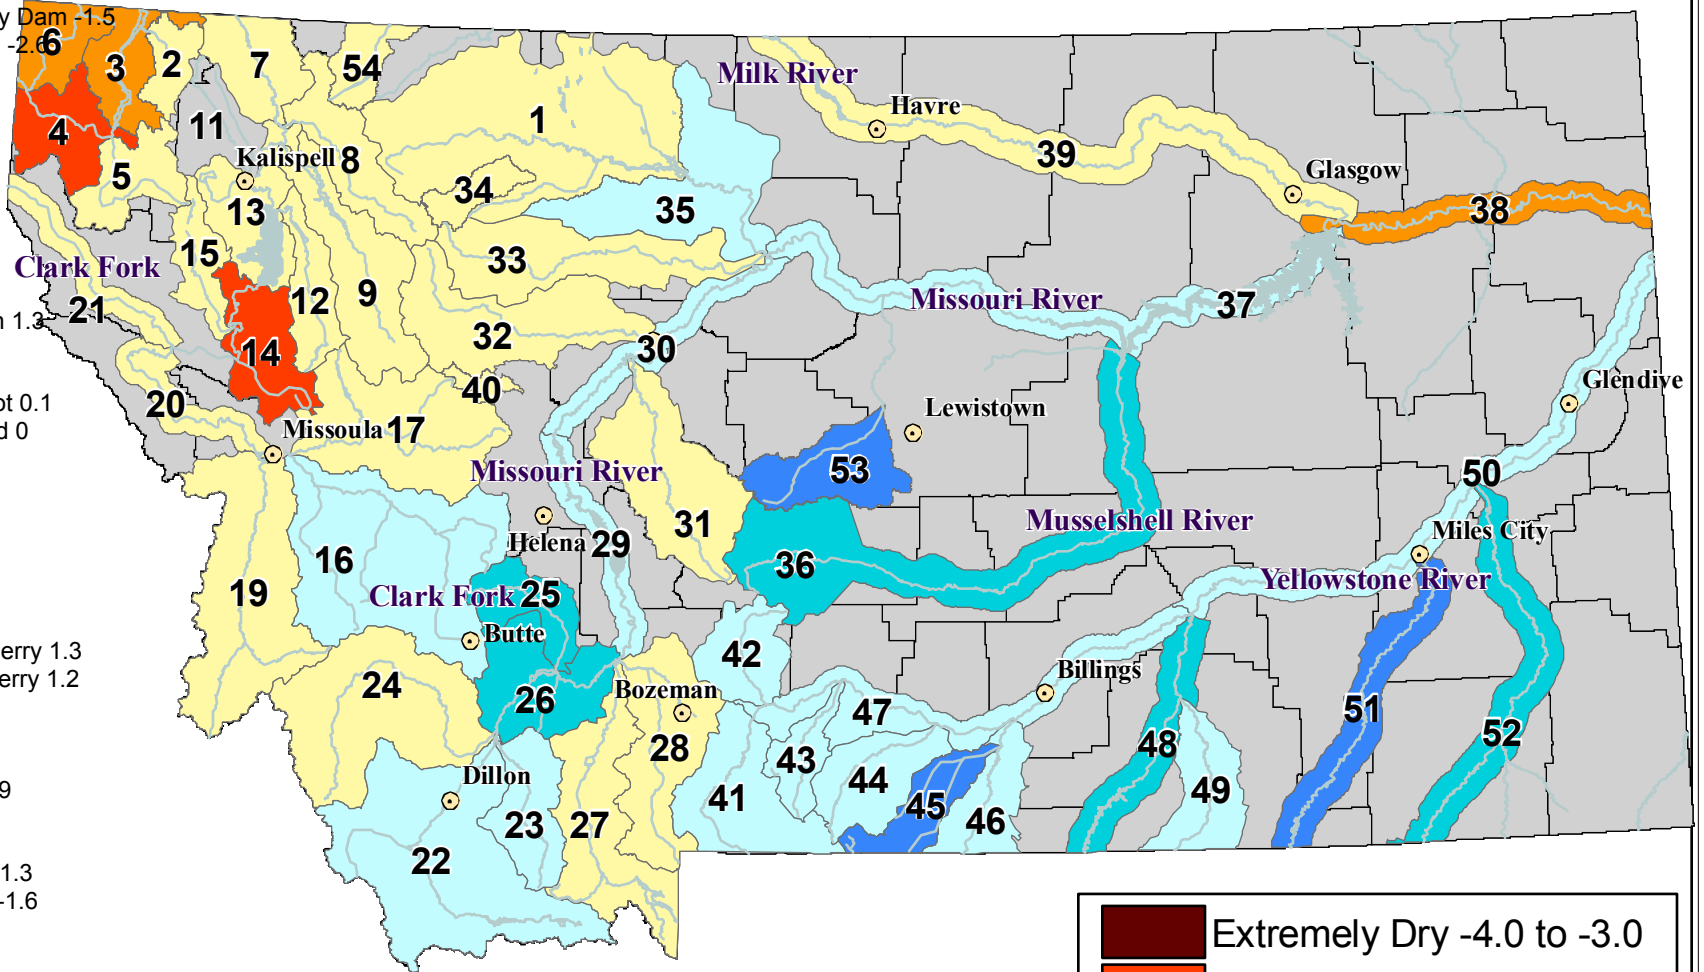 y Dam -1.5
-2.6
6
3
2
7
54
4
11
1
5
8
Kalispell
34
13
15
Clark Fork
21
12
9
33
32
n 1.3
14
30
40
ot 0.1
d 0
20
Missoula
17
Milk River
Havre
39
Glasgow
38
35
Missouri River
37
Lewistown
Glendive
50
Miles City
Missouri River
53
31
Musselshell River
Helena
29
36
16
19
Clark Fork
25
Butte
Yellowstone River
erry 1.3
erry 1.2
24
26
Bozeman
42
Billings
28
47
43
44
45
46
41
48
49
51
52
Dillon
9
23
27
22
1.3
-1.6
Extremely Dry -4.0 to -3.0